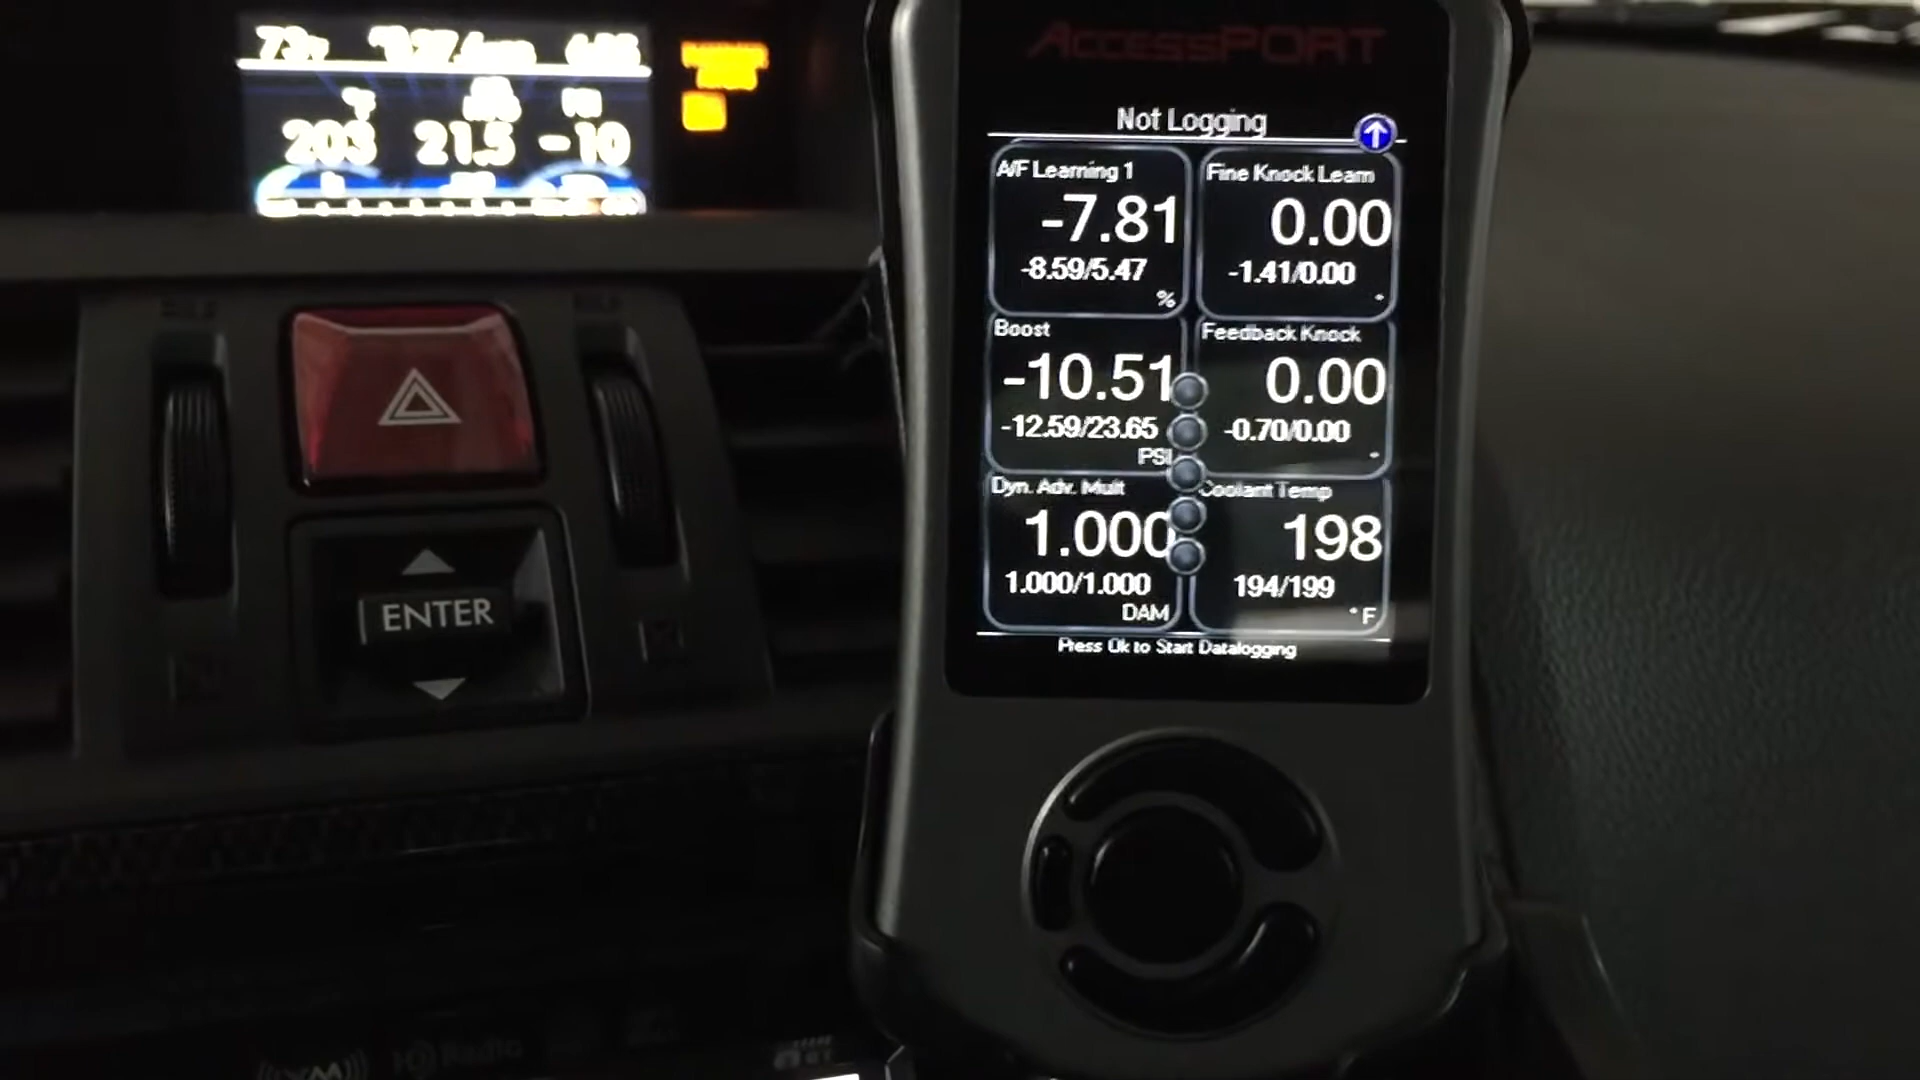 ACCESSPORT
Not Logging
A/F Learning 1
-7.81
-8.59/5.47
%
Fine Knock Learn
0.00
-1.41/0.00
°
Boost
-10.51
-12.59/23.65
PSI
Feedback Knock
0.00
-0.70/0.00
°
Dyn. Adv. Mult
1.000
1.000/1.000
DAM
Coolant Temp
198
194/199
°F
Press Ok to Start Datalogging
203 21.5 -10
ENTER
HD Radio